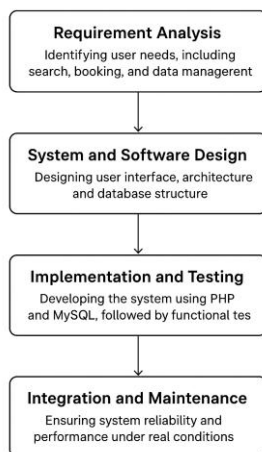 Requirement Analysis
Identifying user needs, including
search, booking, and data managerent
System and Software Design
Designing user interface, architecture
and database structure
Implementation and Testing
Developing the system using PHP
and MySQL, followed by functional tes
Integration and Maintenance
Ensuring system reliability and
performance under real conditions